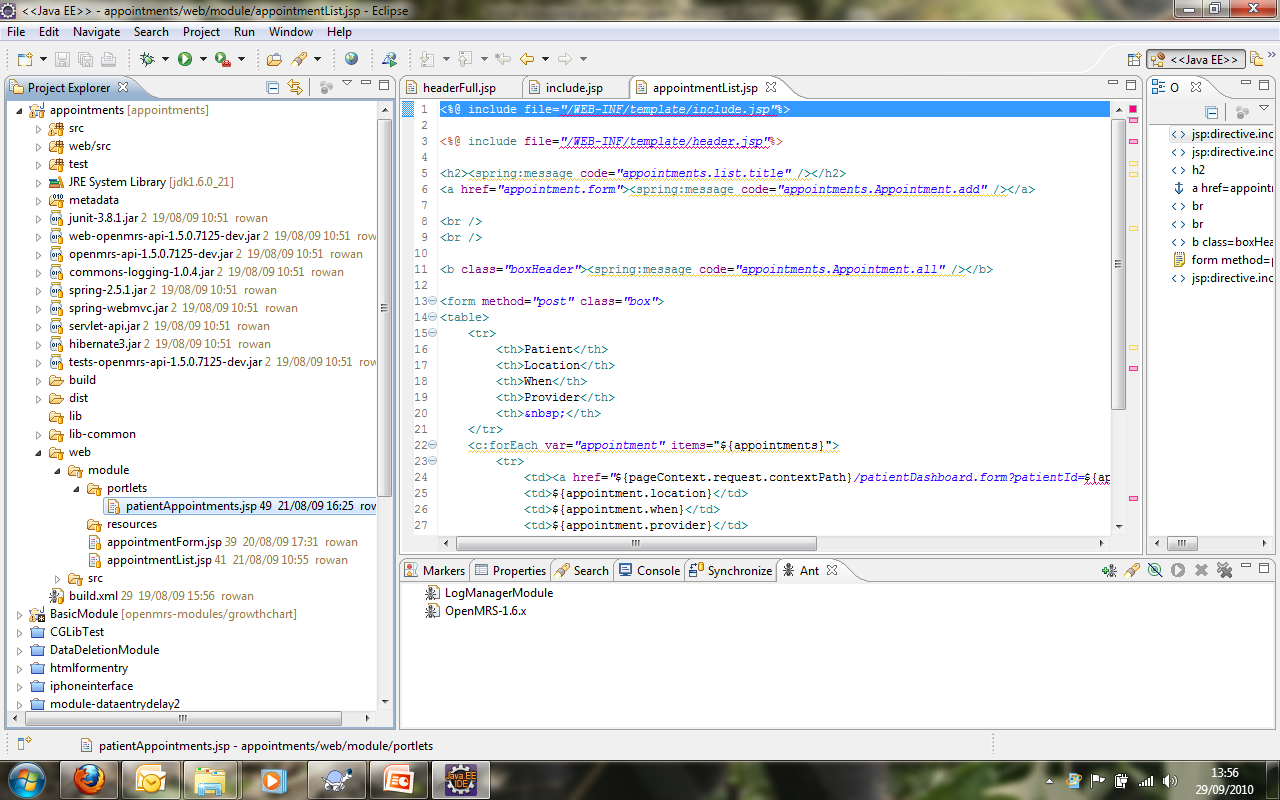 <<Java EE>> - appointments/web/module/appointmentList.jsp - Eclipse
File Edit Navigate Search Project Run Window Help
<<Java EE>>
Project Explorer
appointments [appointments]
src
web/src
test
JRE System Library [jdk1.6.0_21]
metadata
junit-3.8.1.jar 2 19/08/09 10:51 rowan
web-openmrs-api-1.5.0.7125-dev.jar 2 19/08/09 10:51 row
openmrs-api-1.5.0.7125-dev.jar 2 19/08/09 10:51 rowan
commons-logging-1.0.4.jar 2 19/08/09 10:51 rowan
spring-2.5.1.jar 2 19/08/09 10:51 rowan
spring-webmvc.jar 2 19/08/09 10:51 rowan
servlet-api.jar 2 19/08/09 10:51 rowan
hibernate3.jar 2 19/08/09 10:51 rowan
tests-openmrs-api-1.5.0.7125-dev.jar 2 19/08/09 10:51 row
build
dist
lib
lib-common
web
module
portlets
patientAppointments.jsp 49 21/08/09 16:25 row
resources
appointmentForm.jsp 39 20/08/09 17:31 rowan
appointmentList.jsp 41 21/08/09 10:55 rowan
src
build.xml 29 19/08/09 15:56 rowan
BasicModule [openmrs-modules/growthchart]
CGLibTest
DataDeletionModule
htmlformentry
iphoneinterface
module-dataentrydelay2
headerFull.jsp include.jsp appointmentList.jsp
1 <%@ include file="/WEB-INF/template/include.jsp"%>
2
3 <%@ include file="/WEB-INF/template/header.jsp"%>
4
5 <h2><spring:message code="appointments.list.title" /></h2>
6 <a href="appointment.form"><spring:message code="appointments.Appointment.add" /></a>
7
8 <br />
9 <br />
10
11 <b class="boxHeader"><spring:message code="appointments.Appointment.all" /></b>
12
13 <form method="post" class="box">
14 <table>
15 <tr>
16 <th>Patient</th>
17 <th>Location</th>
18 <th>When</th>
19 <th>Provider</th>
20 <th>&nbsp;</th>
21 </tr>
22 <c:forEach var="appointment" items="${appointments}">
23 <tr>
24 <td><a href="${pageContext.request.contextPath}/patientDashboard.form?patientId=${ap
25 <td>${appointment.location}</td>
26 <td>${appointment.when}</td>
27 <td>${appointment.provider}</td>
O
jsp:directive.inc
jsp:directive.inc
h2
a href=appointr
br
br
b class=boxHea
form method=p
jsp:directive.inc
Markers Properties Search Console Synchronize Ant
LogManagerModule
OpenMRS-1.6.x
patientAppointments.jsp - appointments/web/module/portlets
Java EE
IDE
13:56
29/09/2010